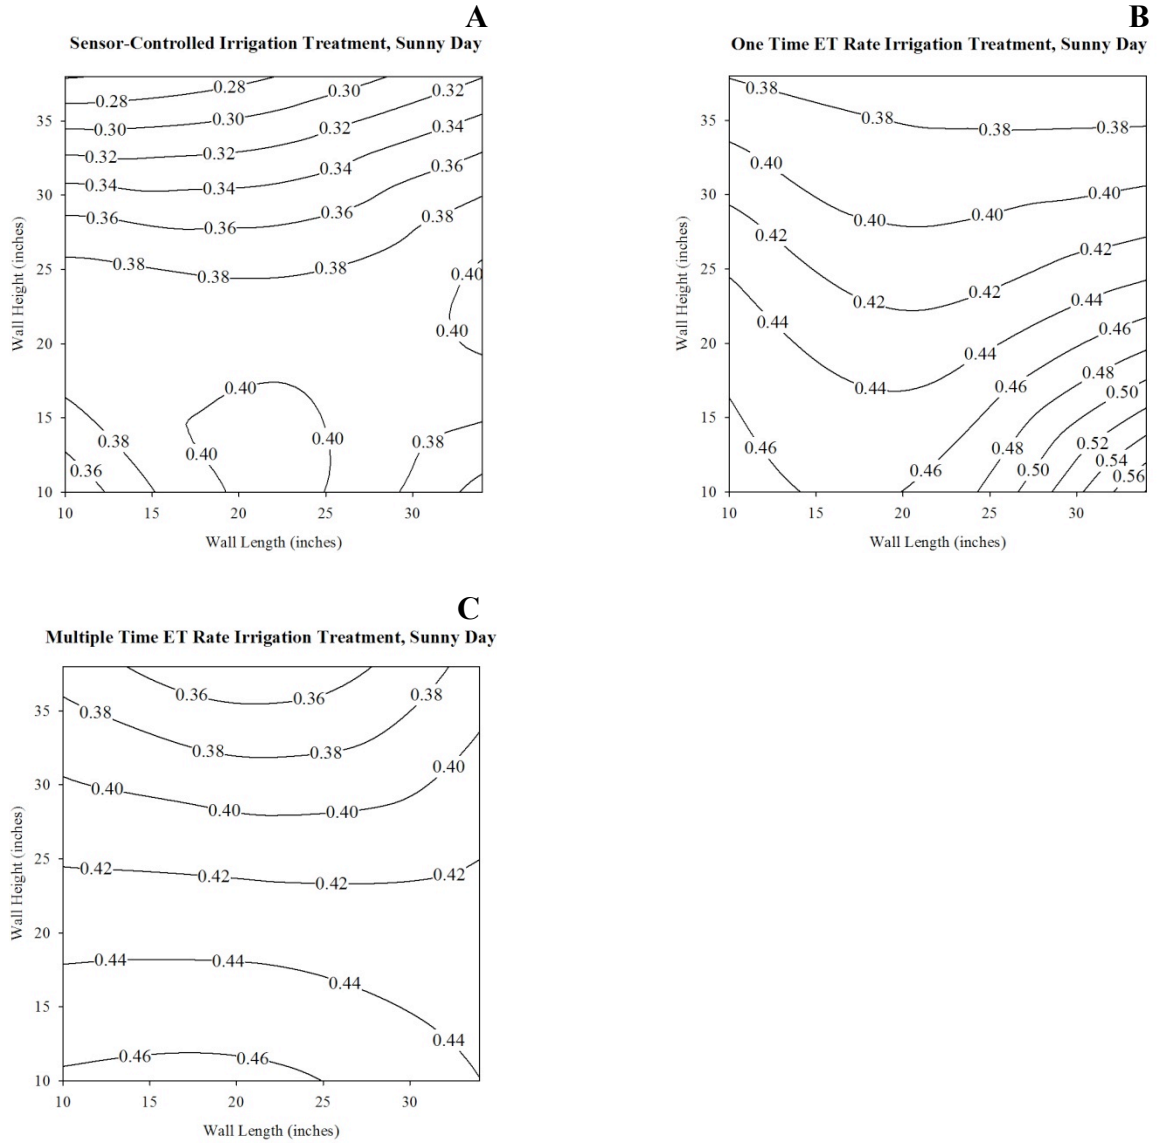 A
Sensor-Controlled Irrigation Treatment, Sunny Day
0.28
0.28 0.30 0.32
35
0.30 0.30 0.32 0.34
0.32 0.32 0.34 0.36
0.34 0.34
30
0.36 0.36 0.36 0.38
0.38 0.38 0.38
25
0.40
20
0.40
0.40
15
0.38 0.40 0.40 0.38
0.36
10
10 15 20 25 30
Wall Height (inches)
Wall Length (inches)
B
One Time ET Rate Irrigation Treatment, Sunny Day
0.38
35
0.38 0.38 0.38
0.40
30
0.40 0.40 0.40
0.42 0.42
25
0.42 0.42 0.44
0.44 0.44 0.46
20
0.44 0.46 0.48
0.50
15
0.46 0.48 0.52
0.46 0.50 0.54
0.56
10
10 15 20 25 30
Wall Height (inches)
Wall Length (inches)
C
Multiple Time ET Rate Irrigation Treatment, Sunny Day
0.36 0.36 0.38
35
0.38
0.38 0.38 0.40
30
0.40 0.40 0.40
25
0.42 0.42 0.42 0.42
20
0.44 0.44 0.44
15
0.44
0.46 0.46
10
10 15 20 25 30
Wall Height (inches)
Wall Length (inches)